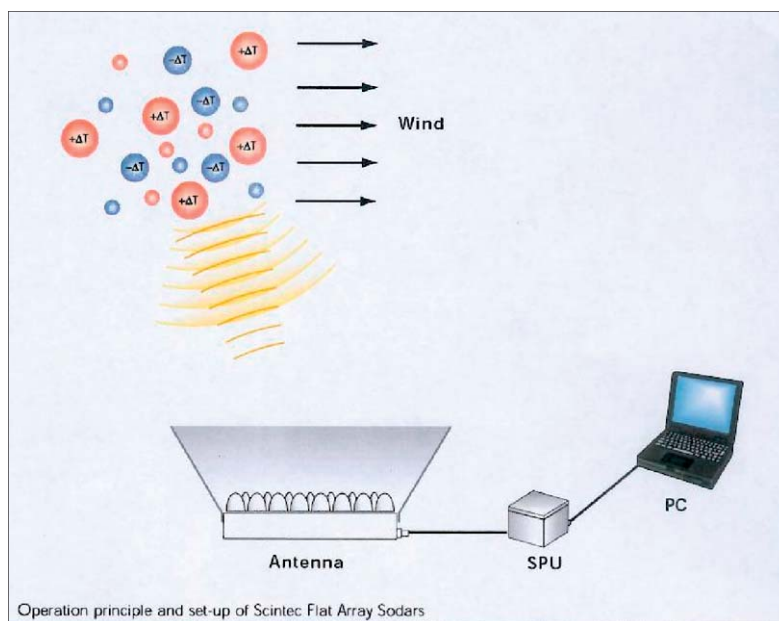 +ΔT
−ΔT
−ΔT
+ΔT
+ΔT
Wind
+ΔT
−ΔT
−ΔT
+ΔT
PC
Antenna
SPU
Operation principle and set-up of Scintec Flat Array Sodars